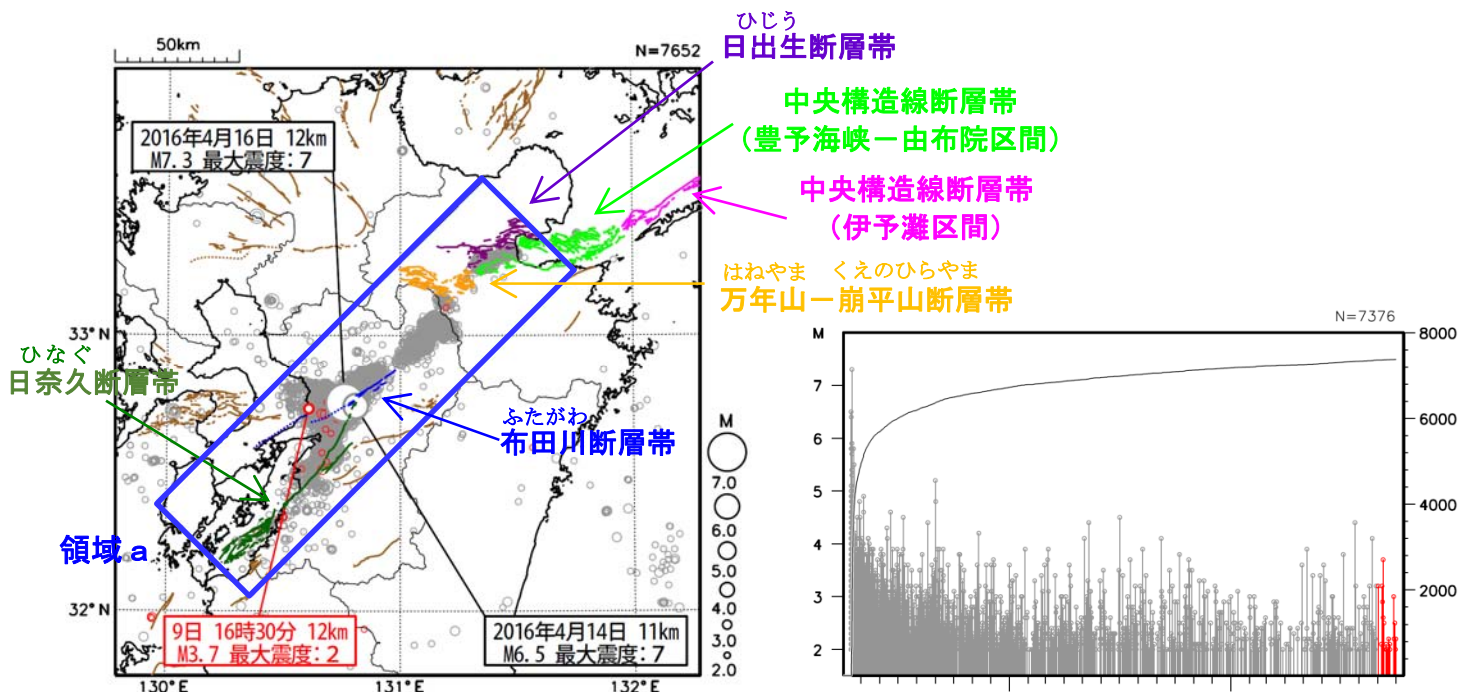 50km
N=7652
ひじう
日出生断層帯
中央構造線断層帯
（豊予海峡－由布院区間）
中央構造線断層帯
（伊予灘区間）
はねやま くえのひらやま
万年山－崩平山断層帯
2016年4月16日 12km
M7.3 最大震度：7
33°N
ひなぐ
日奈久断層帯
ふたがわ
布田川断層帯
領域ａ
32°N
9日 16時30分 12km
M3.7 最大震度：2
2016年4月14日 11km
M6.5 最大震度：7
130°E
131°E
132°E
M
7.0
6.0
5.0
4.0
3.0
2.0
N=7376
M
7
6
5
4
3
2
8000
6000
4000
2000